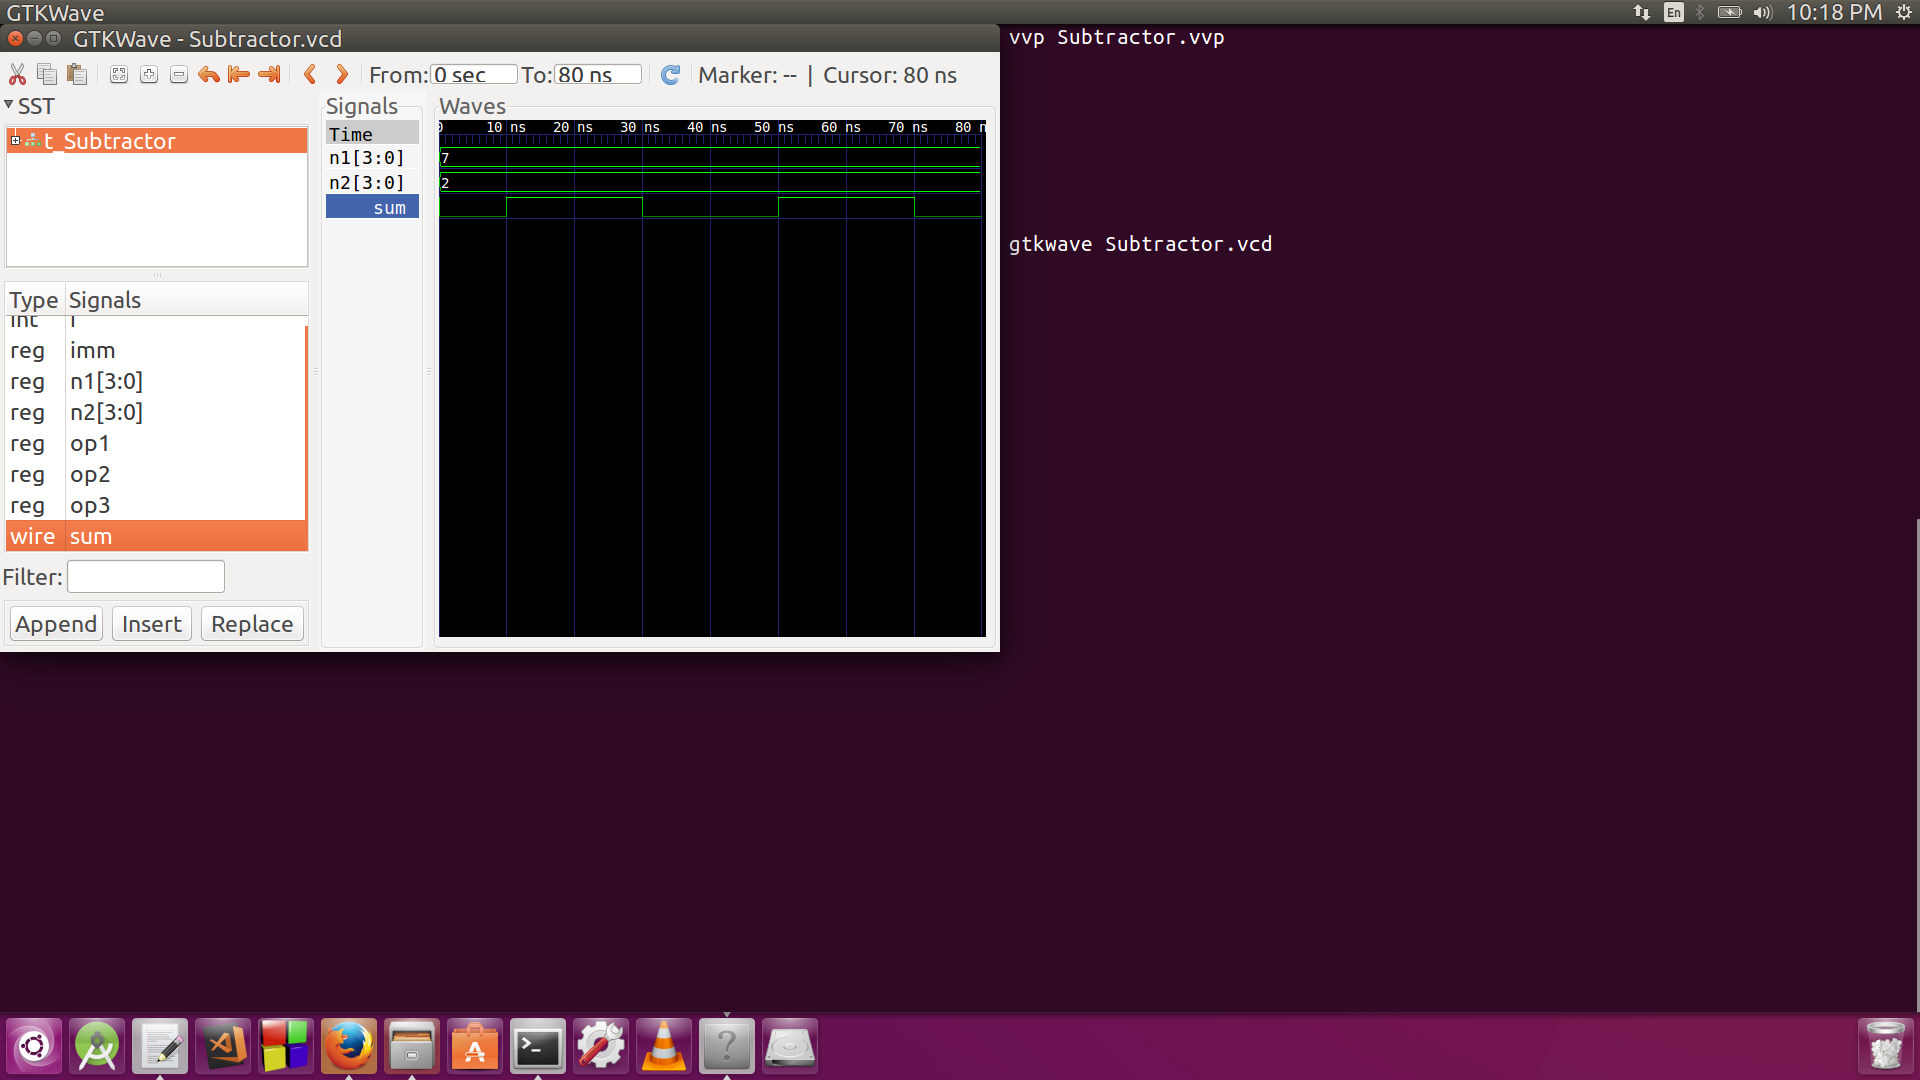 GTKWave
En
10:18 PM
GTKWave - Subtractor.vcd
vvp Subtractor.vvp
From: 0 sec To: 80 ns Marker: -- | Cursor: 80 ns
SST
t_Subtractor
Type Signals
int i
reg imm
reg n1[3:0]
reg n2[3:0]
reg op1
reg op2
reg op3
wire sum
Filter:
Append Insert Replace
Signals
Time
n1[3:0]
n2[3:0]
sum
Waves
0 10 ns 20 ns 30 ns 40 ns 50 ns 60 ns 70 ns 80 n
7
2
gtkwave Subtractor.vcd